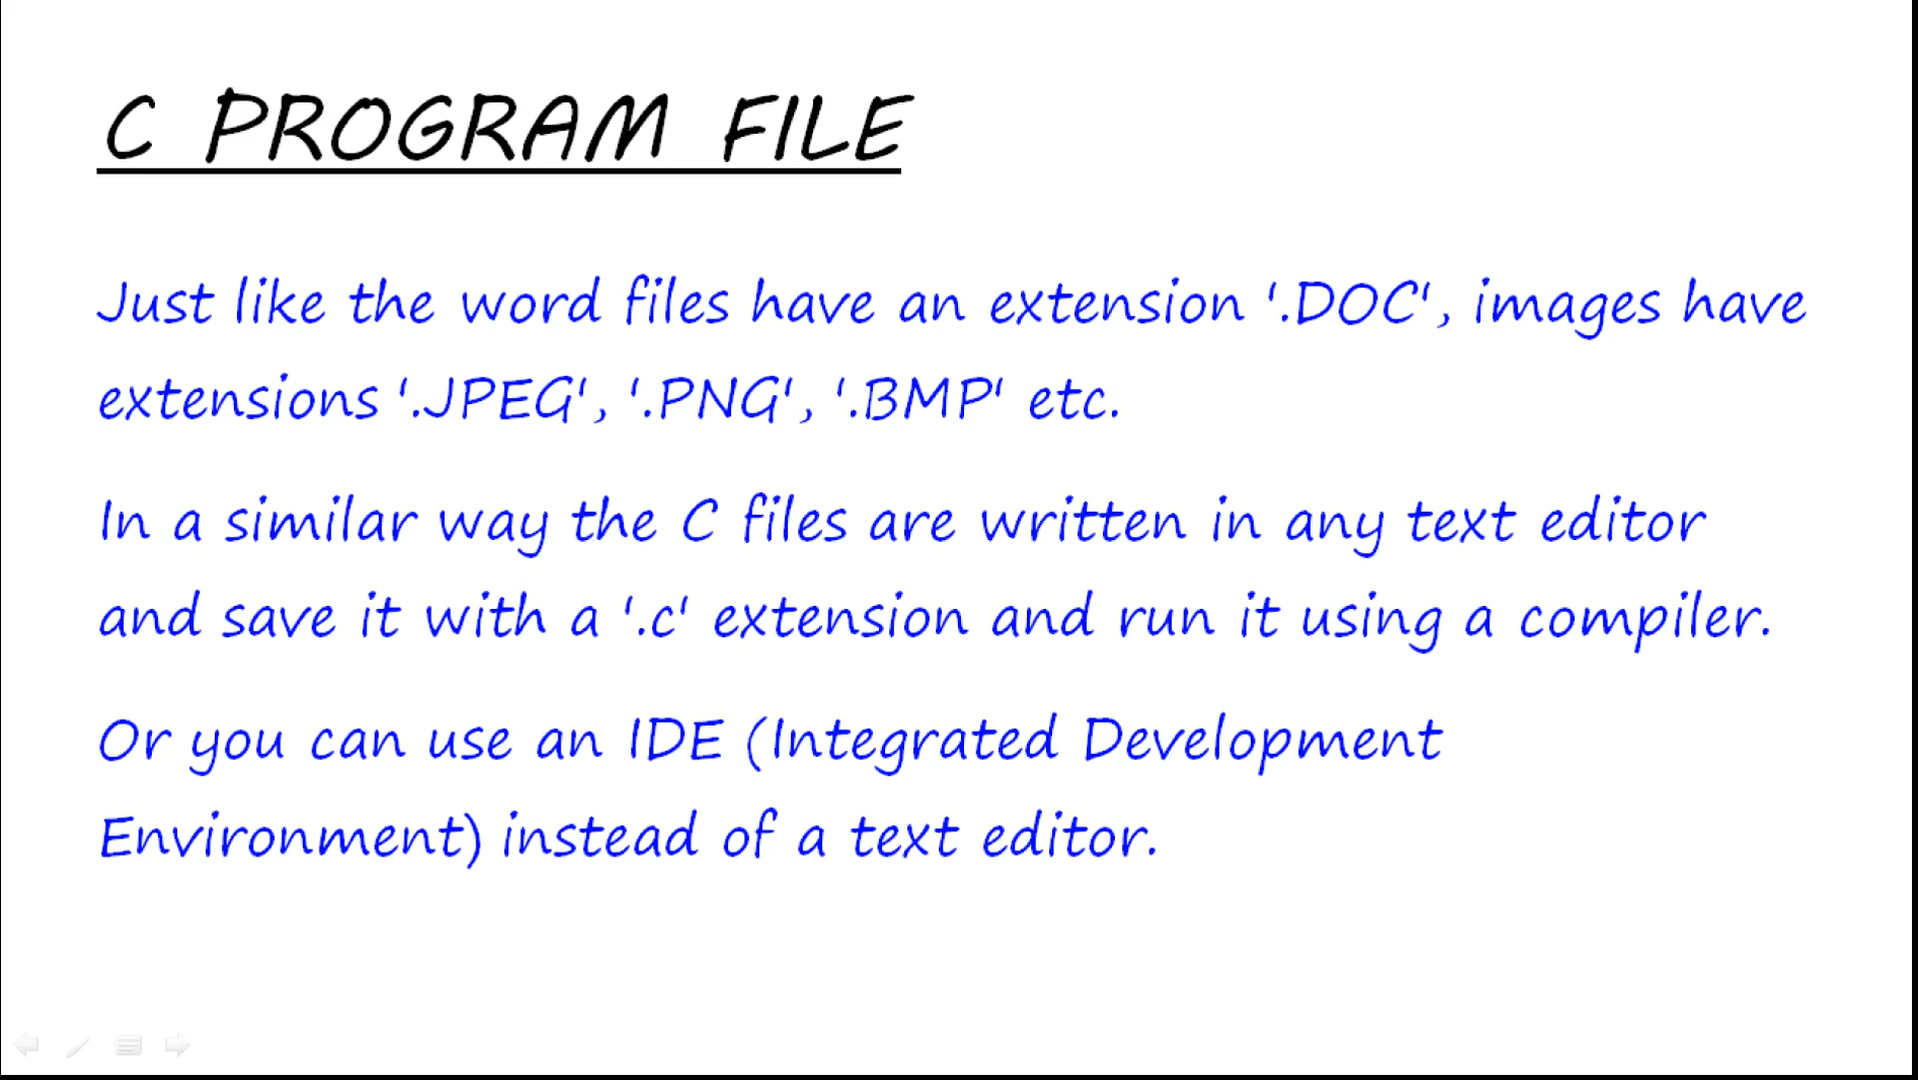 C PROGRAM FILE
Just like the word files have an extension '.DOC', images have
extensions '.JPEG', '.PNG', '.BMP' etc.
In a similar way the C files are written in any text editor
and save it with a '.c' extension and run it using a compiler.
Or you can use an IDE (Integrated Development
Environment) instead of a text editor.